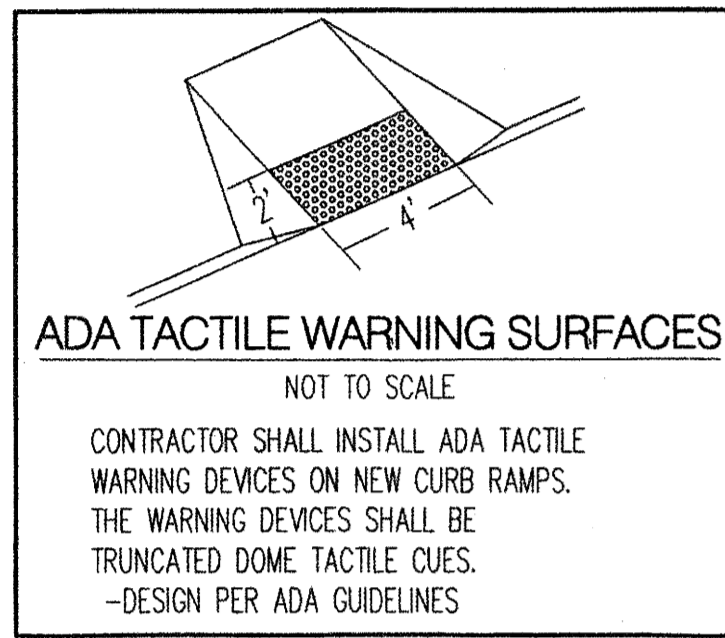 2'
4'
ADA TACTILE WARNING SURFACES
NOT TO SCALE
CONTRACTOR SHALL INSTALL ADA TACTILE
WARNING DEVICES ON NEW CURB RAMPS.
THE WARNING DEVICES SHALL BE
TRUNCATED DOME TACTILE CUES.
-DESIGN PER ADA GUIDELINES